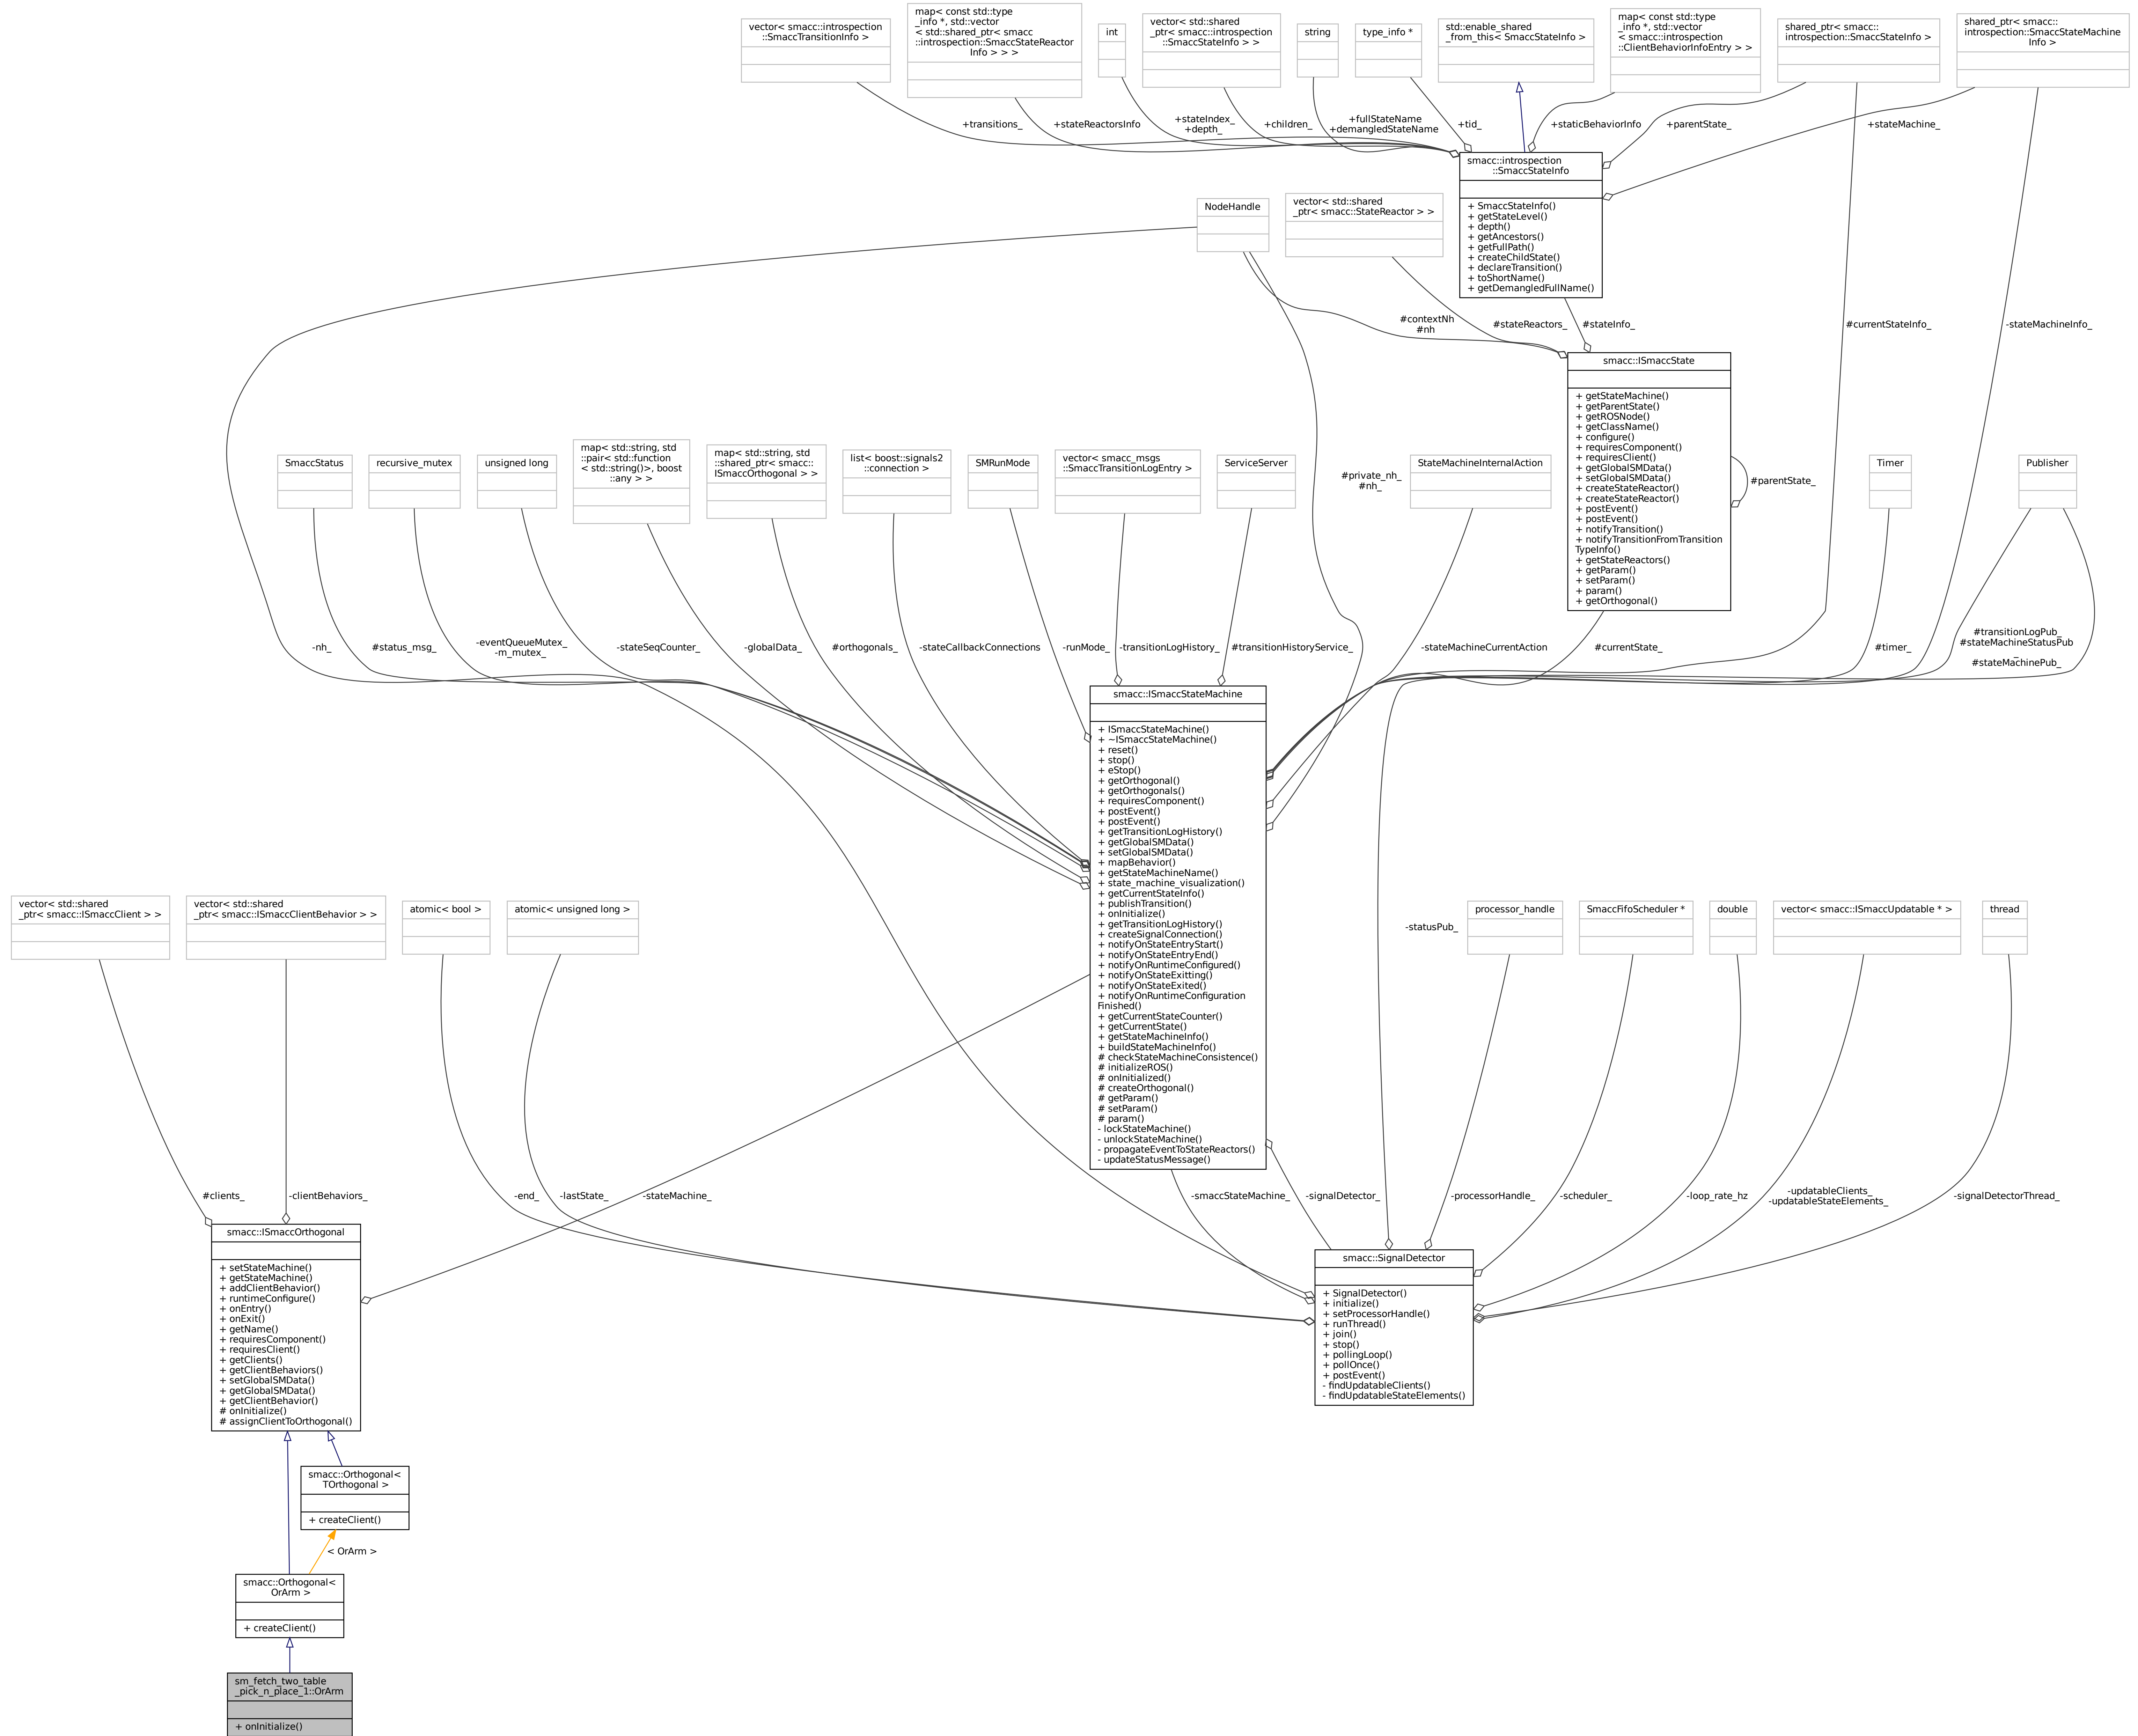 vector< smacc::introspection
::SmaccTransitionInfo >
map< const std::type
_info *, std::vector
< std::shared_ptr< smacc
::introspection::SmaccStateReactor
Info > > >
int
vector< std::shared
_ptr< smacc::introspection
::SmaccStateInfo > >
string
type_info *
std::enable_shared
_from_this< SmaccStateInfo >
map< const std::type
_info *, std::vector
< smacc::introspection
::ClientBehaviorInfoEntry > >
shared_ptr< smacc::
introspection::SmaccStateInfo >
shared_ptr< smacc::
introspection::SmaccStateMachine
Info >
+transitions_
+stateReactorsInfo
+stateIndex_
+depth_
+children_
+fullStateName
+demangledStateName
+tid_
+staticBehaviorInfo
+parentState_
+stateMachine_
smacc::introspection
::SmaccStateInfo
+ SmaccStateInfo()
+ getStateLevel()
+ depth()
+ getAncestors()
+ getFullPath()
+ createChildState()
+ declareTransition()
+ toShortName()
+ getDemangledFullName()
NodeHandle
vector< std::shared
_ptr< smacc::StateReactor > >
#contextNh
#nh
#stateReactors_
#stateInfo_
#currentStateInfo_
-stateMachineInfo_
smacc::ISmaccState
+ getStateMachine()
+ getParentState()
+ getROSNode()
+ getClassName()
+ configure()
+ requiresComponent()
+ requiresClient()
+ getGlobalSMData()
+ setGlobalSMData()
+ createStateReactor()
+ createStateReactor()
+ postEvent()
+ postEvent()
+ notifyTransition()
+ notifyTransitionFromTransition
TypeInfo()
+ getStateReactors()
+ getParam()
+ setParam()
+ param()
+ getOrthogonal()
#parentState_
SmaccStatus
recursive_mutex
unsigned long
map< std::string, std
::pair< std::function
< std::string()>, boost
::any > >
map< std::string, std
::shared_ptr< smacc::
ISmaccOrthogonal > >
list< boost::signals2
::connection >
SMRunMode
vector< smacc_msgs
::SmaccTransitionLogEntry >
ServiceServer
#private_nh_
#nh_
StateMachineInternalAction
Timer
Publisher
-nh_
#status_msg_
-eventQueueMutex_
-m_mutex_
-stateSeqCounter_
-globalData_
#orthogonals_
-stateCallbackConnections
-runMode_
-transitionLogHistory_
#transitionHistoryService_
-stateMachineCurrentAction
#currentState_
#timer_
#transitionLogPub_
#stateMachineStatusPub
_
#stateMachinePub_
smacc::ISmaccStateMachine
+ ISmaccStateMachine()
+ ~ISmaccStateMachine()
+ reset()
+ stop()
+ eStop()
+ getOrthogonal()
+ getOrthogonals()
+ requiresComponent()
+ postEvent()
+ postEvent()
+ getTransitionLogHistory()
+ getGlobalSMData()
+ setGlobalSMData()
+ mapBehavior()
+ getStateMachineName()
+ state_machine_visualization()
+ getCurrentStateInfo()
+ publishTransition()
+ onInitialize()
+ getTransitionLogHistory()
+ createSignalConnection()
+ notifyOnStateEntryStart()
+ notifyOnStateEntryEnd()
+ notifyOnRuntimeConfigured()
+ notifyOnStateExitting()
+ notifyOnStateExited()
+ notifyOnRuntimeConfiguration
Finished()
+ getCurrentStateCounter()
+ getCurrentState()
+ getStateMachineInfo()
+ buildStateMachineInfo()
# checkStateMachineConsistence()
# initializeROS()
# onInitialized()
# createOrthogonal()
# getParam()
# setParam()
# param()
- lockStateMachine()
- unlockStateMachine()
- propagateEventToStateReactors()
- updateStatusMessage()
vector< std::shared
_ptr< smacc::ISmaccClient > >
vector< std::shared
_ptr< smacc::ISmaccClientBehavior > >
atomic< bool >
atomic< unsigned long >
-statusPub_
processor_handle
SmaccFifoScheduler *
double
vector< smacc::ISmaccUpdatable * >
thread
#clients_
-clientBehaviors_
-end_
-lastState_
-stateMachine_
-smaccStateMachine_
-signalDetector_
-processorHandle_
-scheduler_
-loop_rate_hz
-updatableClients_
-updatableStateElements_
-signalDetectorThread_
smacc::ISmaccOrthogonal
+ setStateMachine()
+ getStateMachine()
+ addClientBehavior()
+ runtimeConfigure()
+ onEntry()
+ onExit()
+ getName()
+ requiresComponent()
+ requiresClient()
+ getClients()
+ getClientBehaviors()
+ setGlobalSMData()
+ getGlobalSMData()
+ getClientBehavior()
# onInitialize()
# assignClientToOrthogonal()
smacc::SignalDetector
+ SignalDetector()
+ initialize()
+ setProcessorHandle()
+ runThread()
+ join()
+ stop()
+ pollingLoop()
+ pollOnce()
+ postEvent()
- findUpdatableClients()
- findUpdatableStateElements()
smacc::Orthogonal<
TOrthogonal >
+ createClient()
< OrArm >
smacc::Orthogonal<
OrArm >
+ createClient()
sm_fetch_two_table
_pick_n_place_1::OrArm
+ onInitialize()